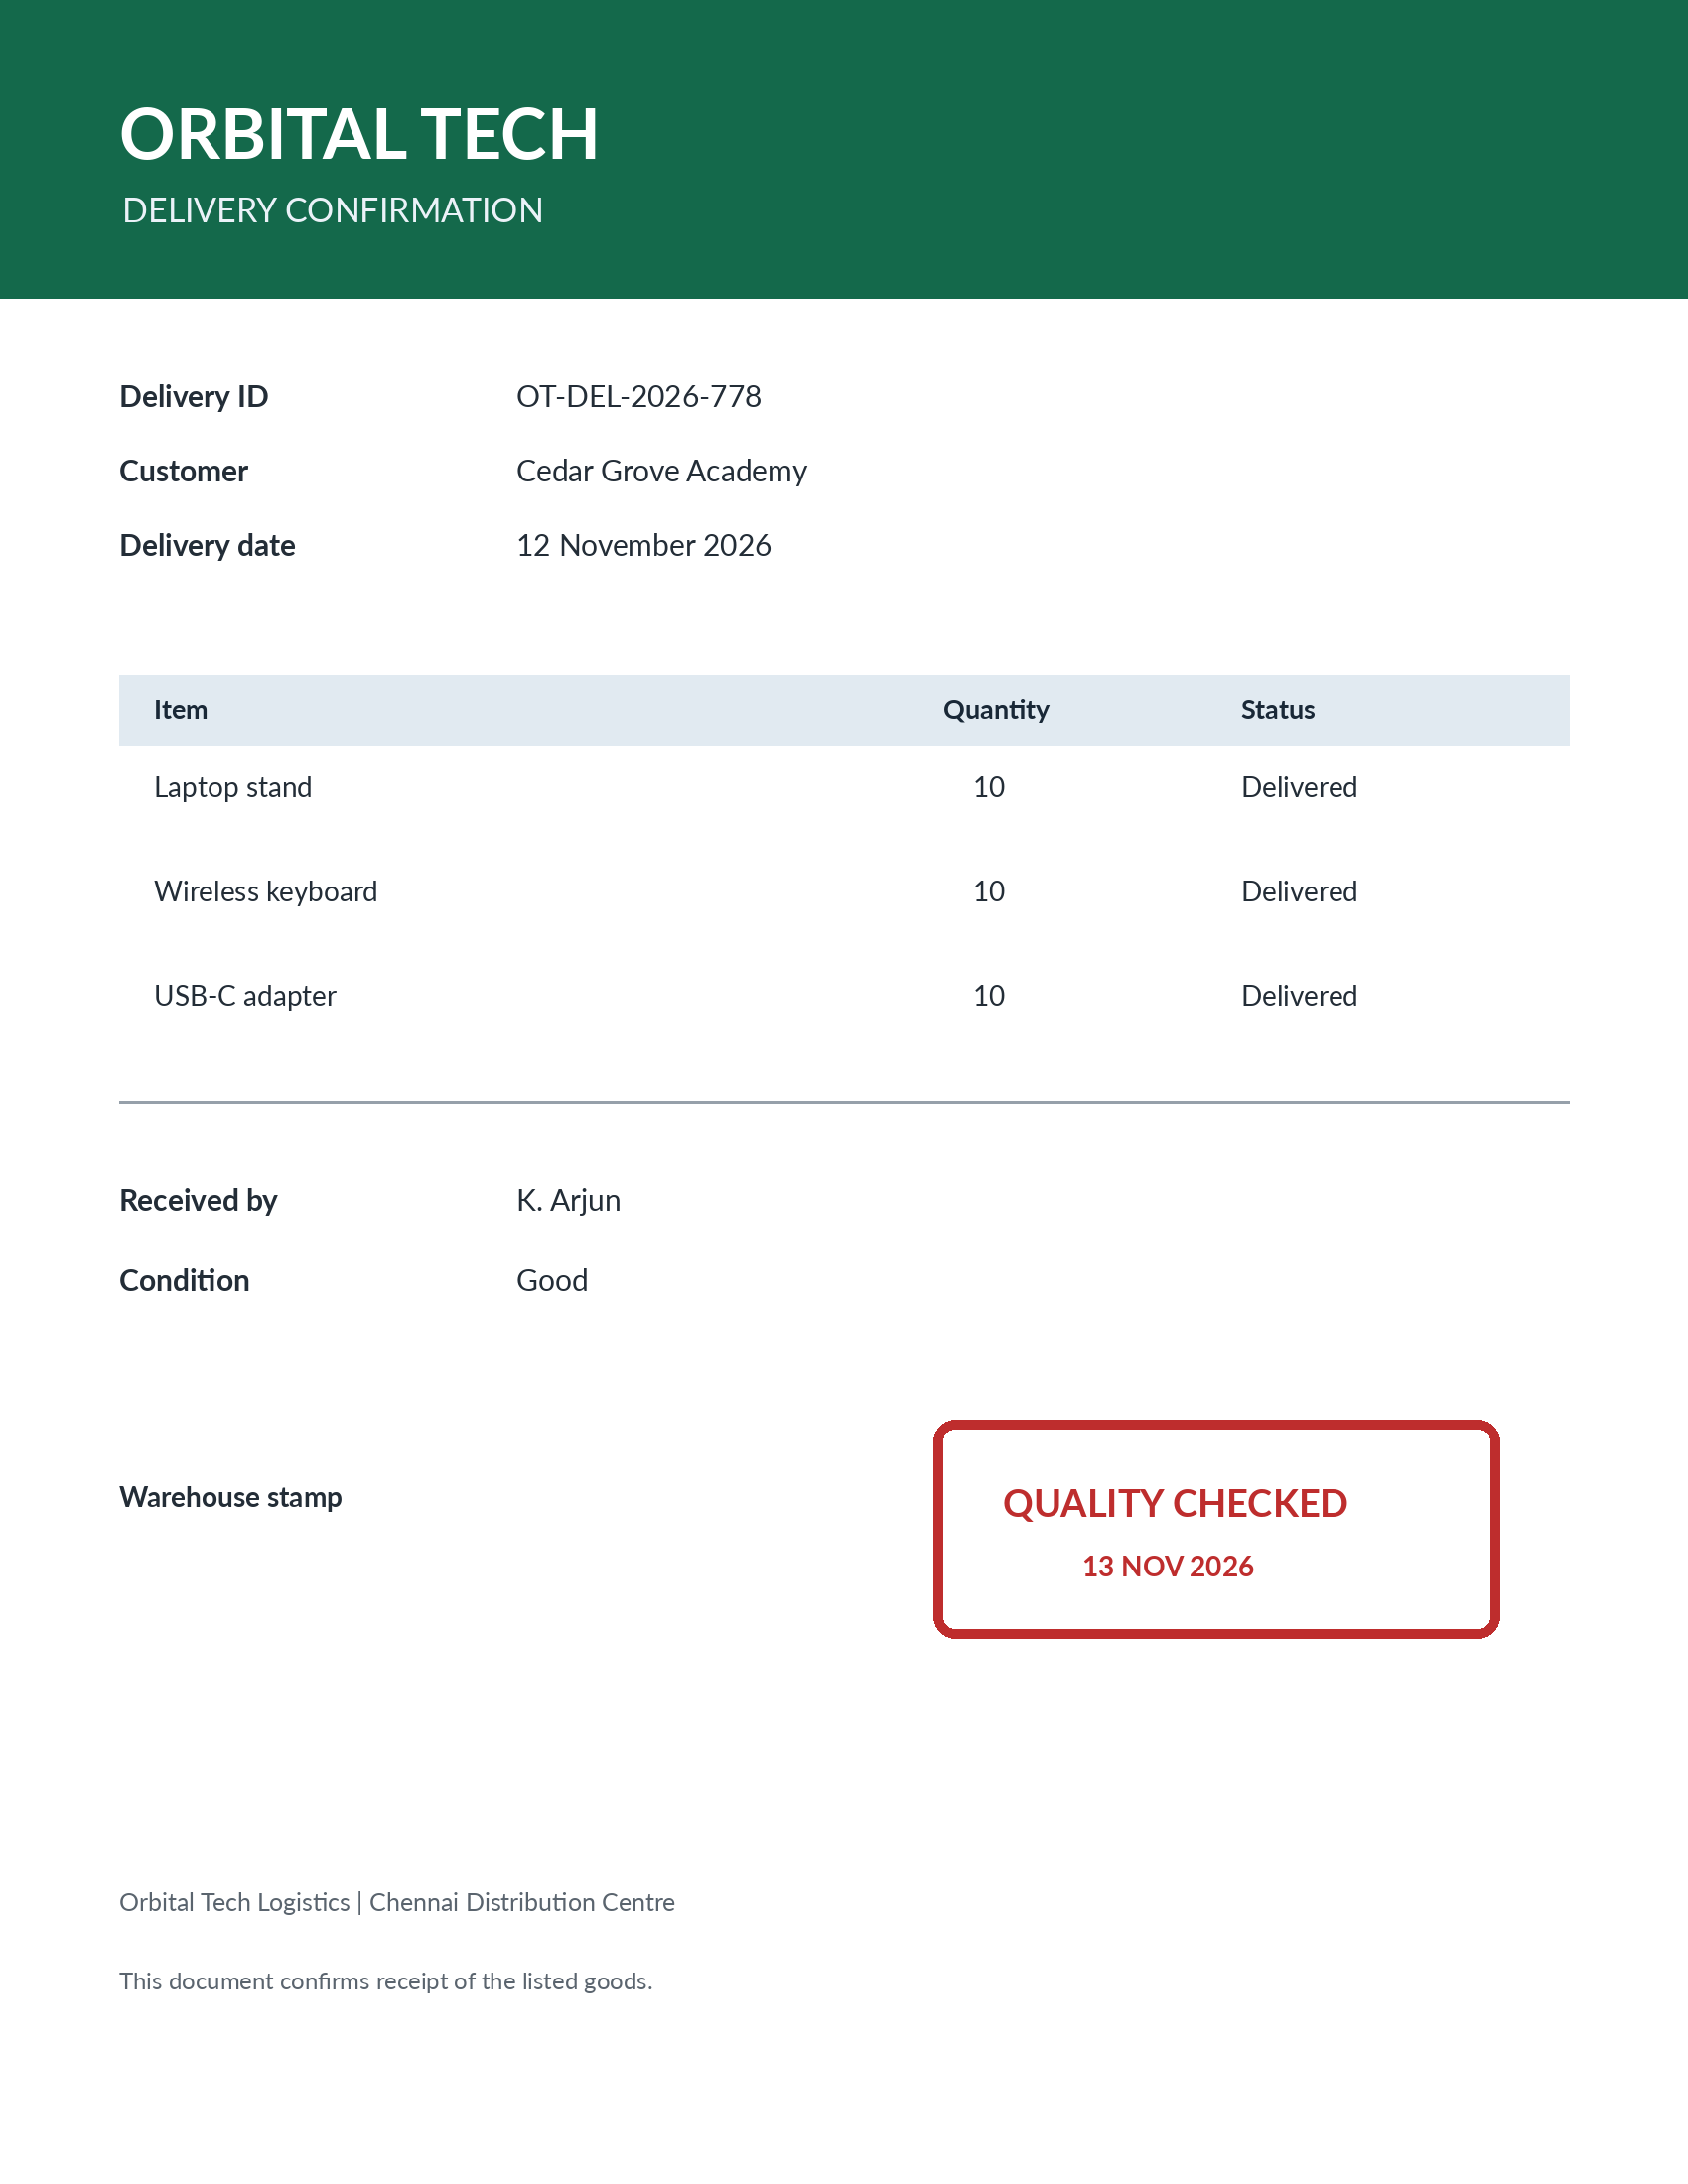 ORBITAL TECH
DELIVERY CONFIRMATION
Delivery ID OT-DEL-2026-778
Customer Cedar Grove Academy
Delivery date 12 November 2026
Item Quantity Status
Laptop stand 10 Delivered
Wireless keyboard 10 Delivered
USB-C adapter 10 Delivered
Received by K. Arjun
Condition Good
Warehouse stamp
QUALITY CHECKED
13 NOV 2026
Orbital Tech Logistics | Chennai Distribution Centre
This document confirms receipt of the listed goods.